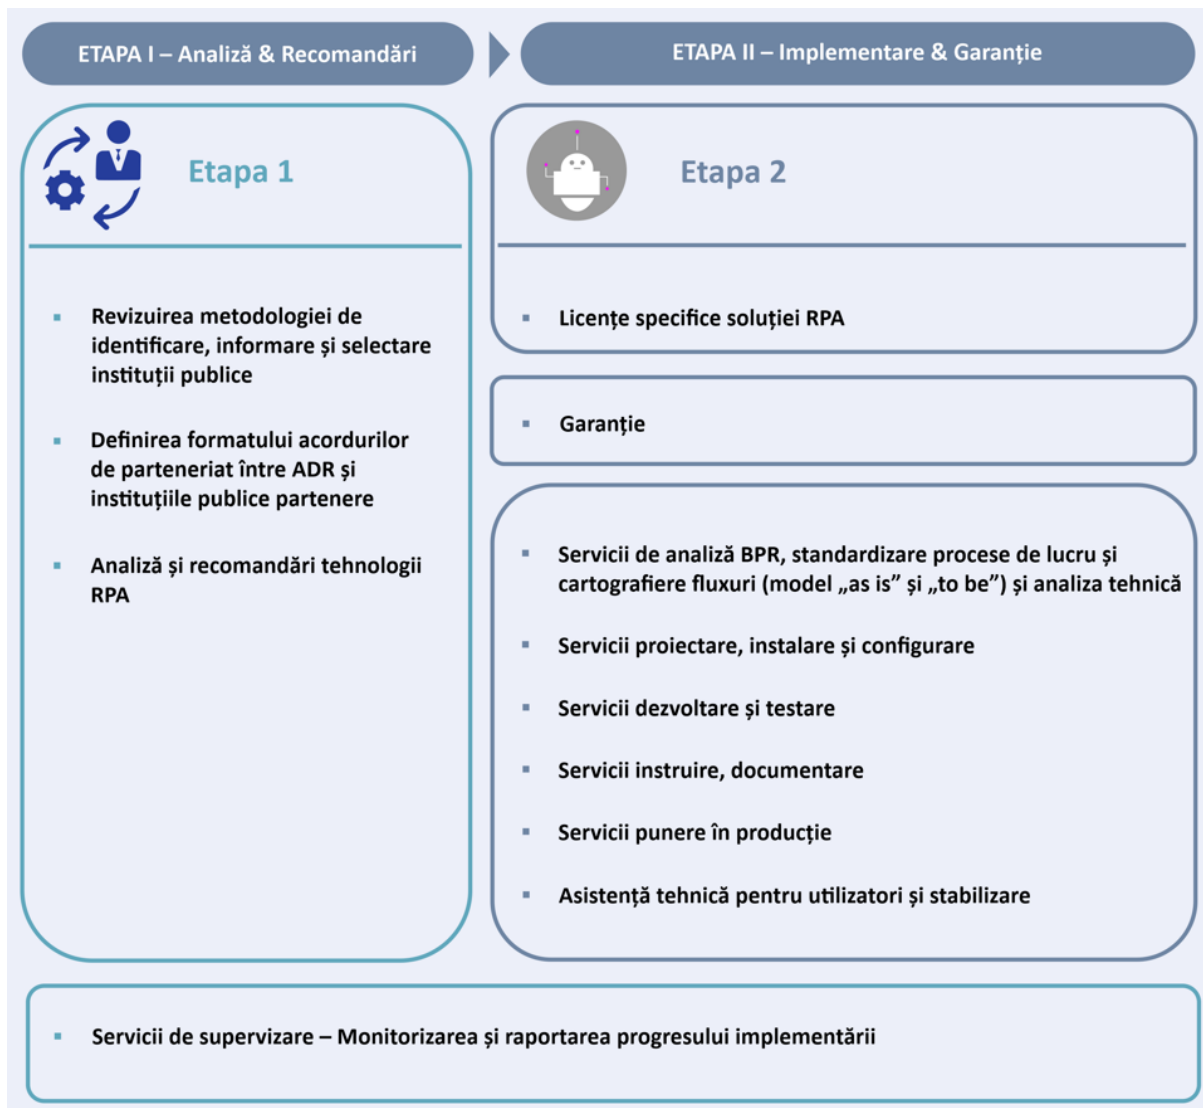 ETAPA I – Analiză & Recomandări
ETAPA II – Implementare & Garanție
Etapa 1
▪ Revizuirea metodologiei de
identificare, informare și selectare
instituții publice
▪ Definirea formatului acordurilor
de parteneriat între ADR și
instituțiile publice partenere
▪ Analiză și recomandări tehnologii
RPA
Etapa 2
▪ Licențe specifice soluției RPA
▪ Garanție
▪ Servicii de analiză BPR, standardizare procese de lucru și
cartografiere fluxuri (model „as is” și „to be”) și analiza tehnică
▪ Servicii proiectare, instalare și configurare
▪ Servicii dezvoltare și testare
▪ Servicii instruire, documentare
▪ Servicii punere în producție
▪ Asistență tehnică pentru utilizatori și stabilizare
▪ Servicii de supervizare – Monitorizarea și raportarea progresului implementării